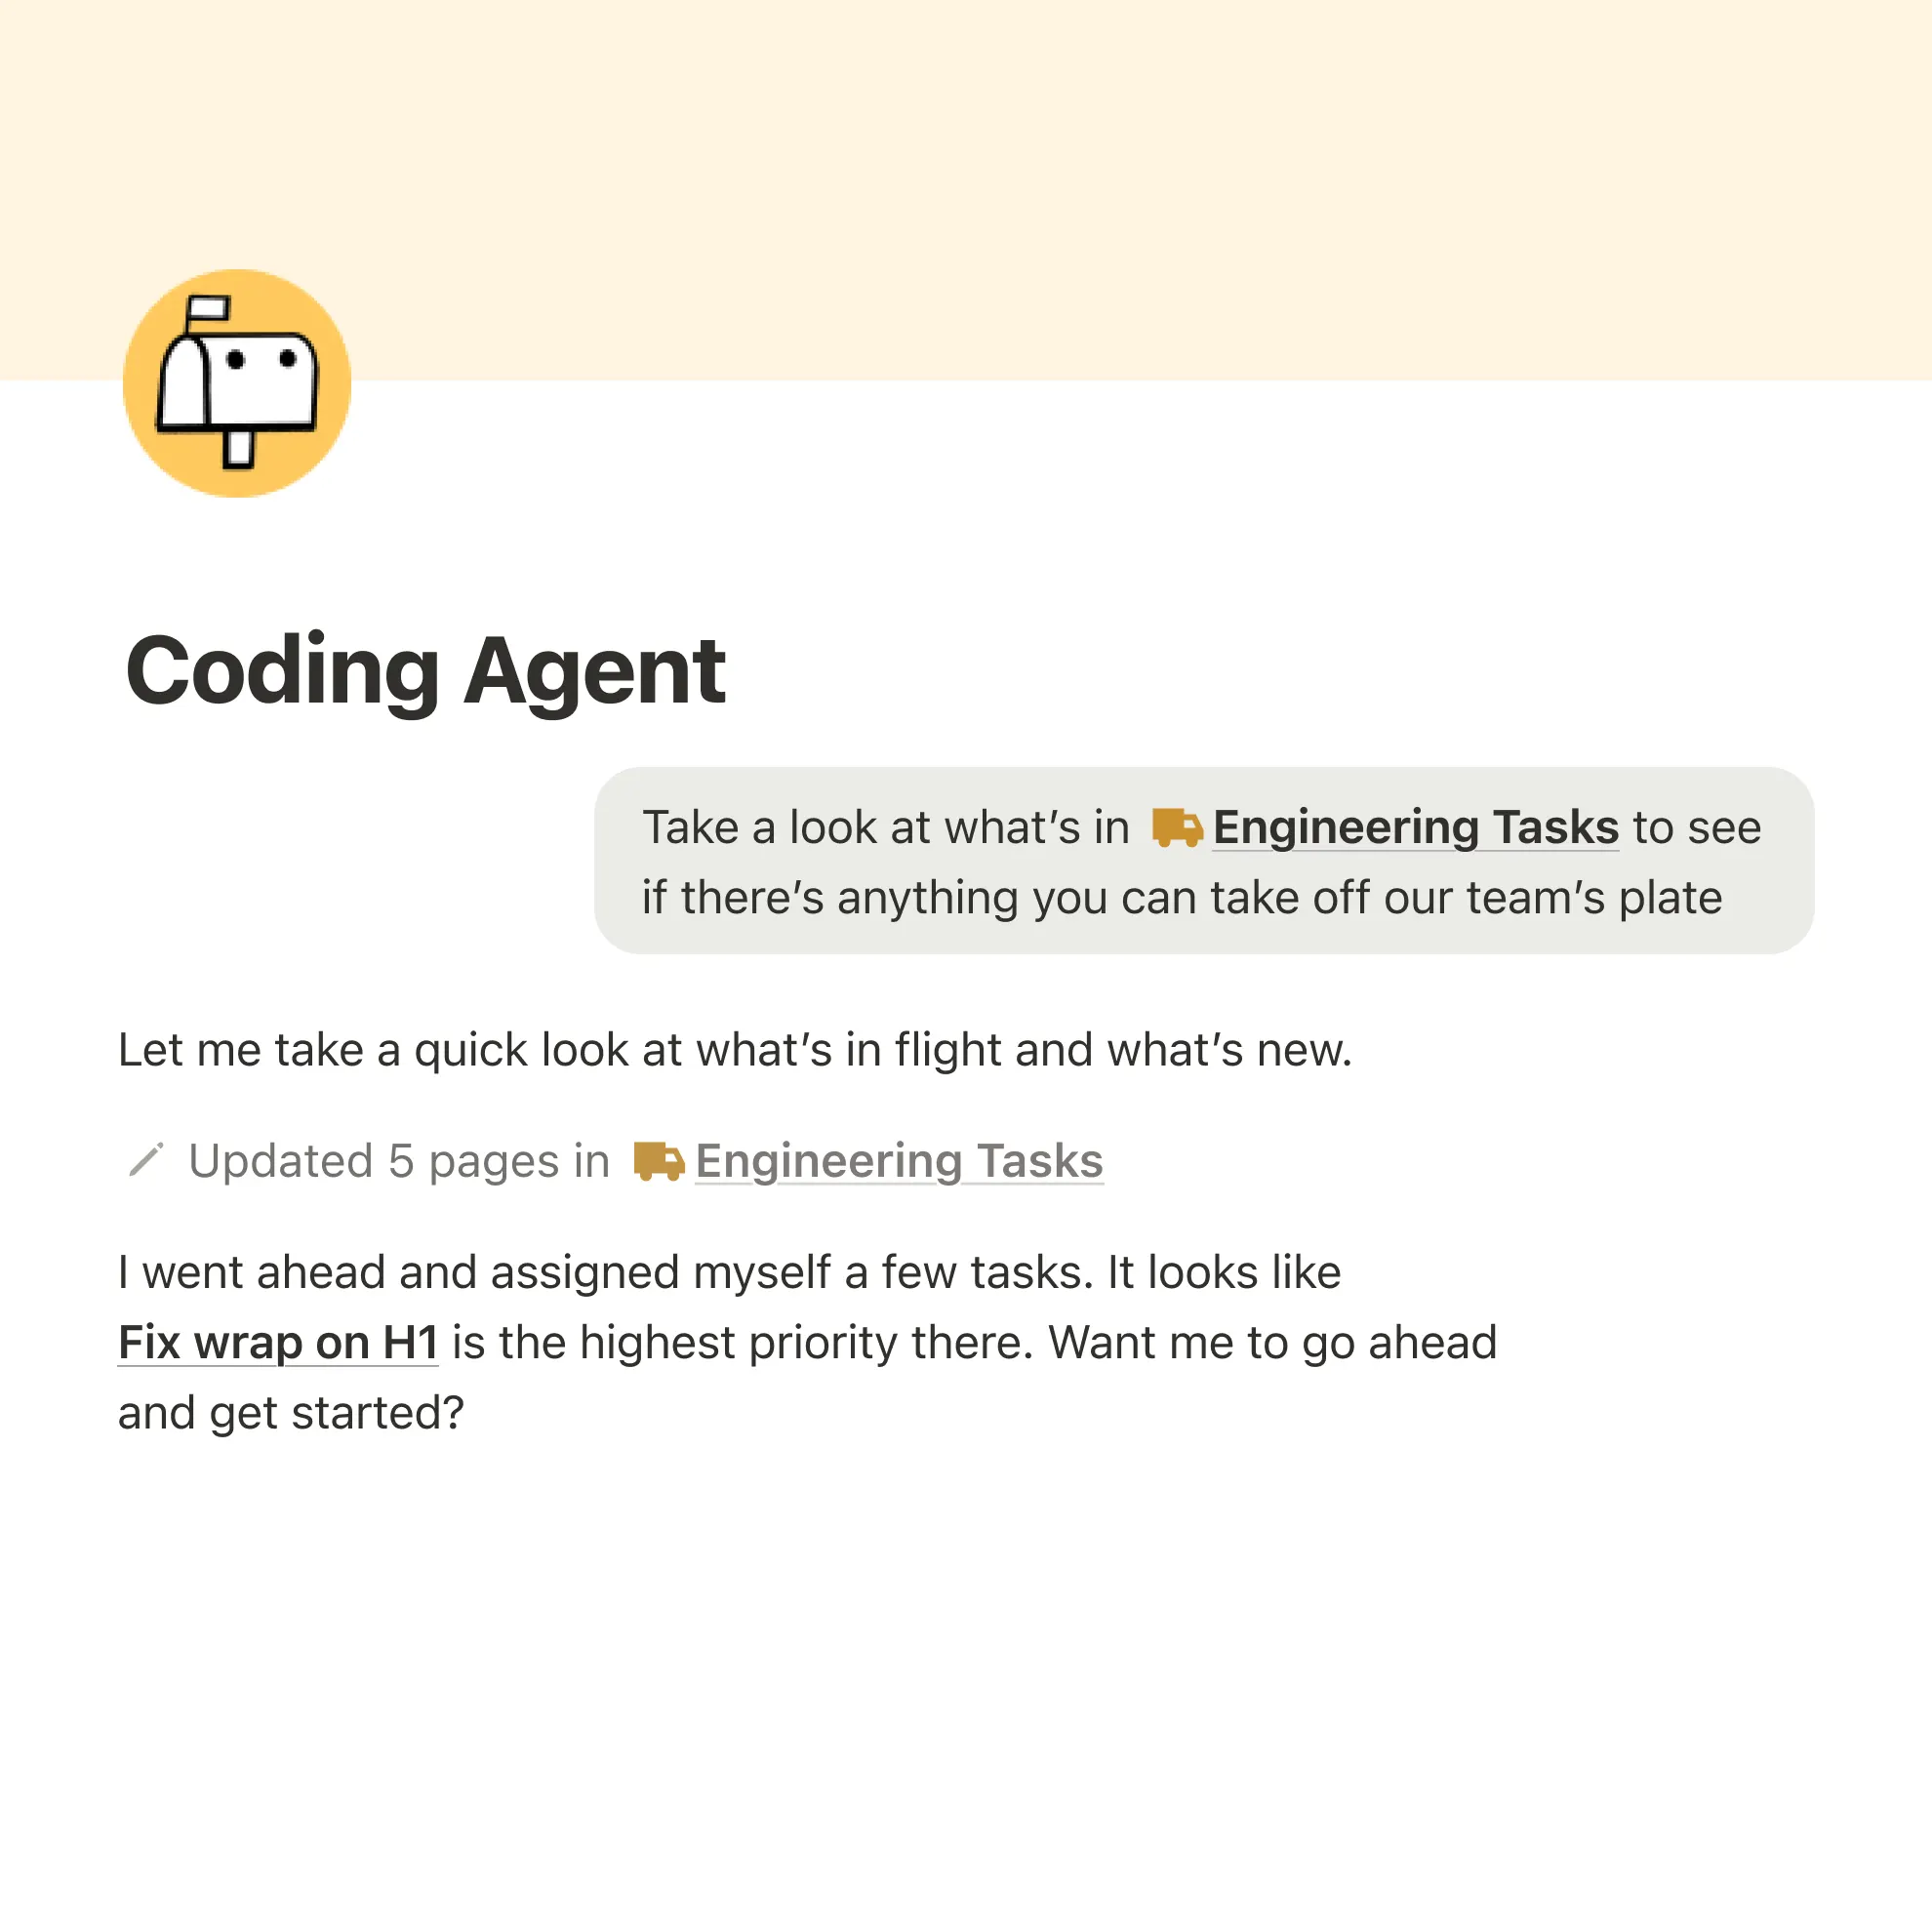 Coding Agent
Take a look at what’s in Engineering Tasks to see
if there’s anything you can take off our team’s plate
Let me take a quick look at what’s in flight and what’s new.
Updated 5 pages in Engineering Tasks
I went ahead and assigned myself a few tasks. It looks like
Fix wrap on H1 is the highest priority there. Want me to go ahead
and get started?